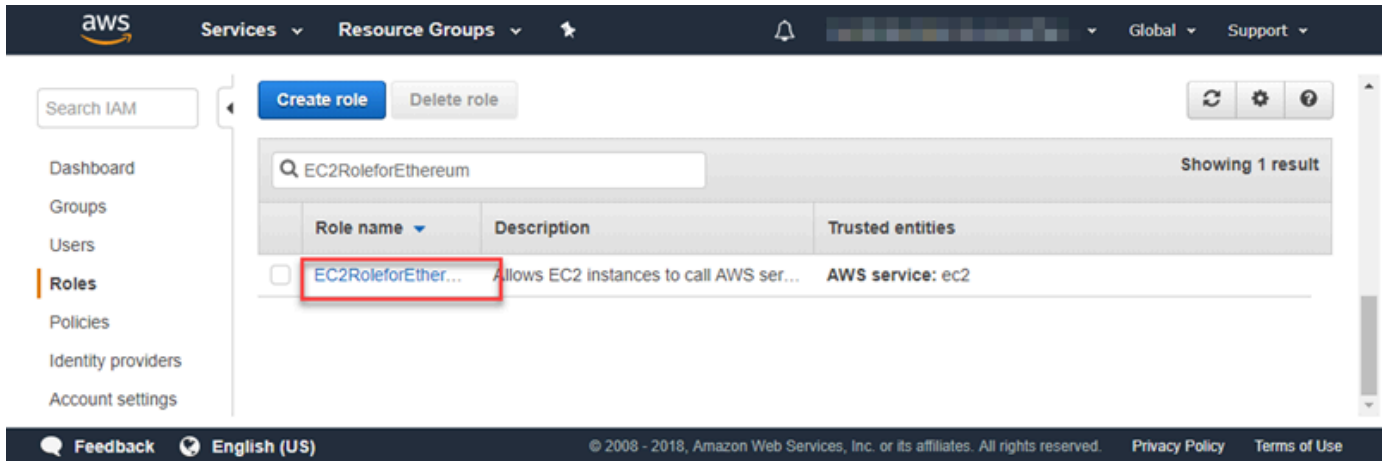 aws Services Resource Groups Global Support
Search IAM
Create role Delete role
Dashboard
Groups
Users
Roles
Policies
Identity providers
Account settings
EC2RoleforEthereum Showing 1 result
Role name Description Trusted entities
EC2RoleforEther... Allows EC2 instances to call AWS ser... AWS service: ec2
Feedback English (US) © 2008 - 2018, Amazon Web Services, Inc. or its affiliates. All rights reserved. Privacy Policy Terms of Use